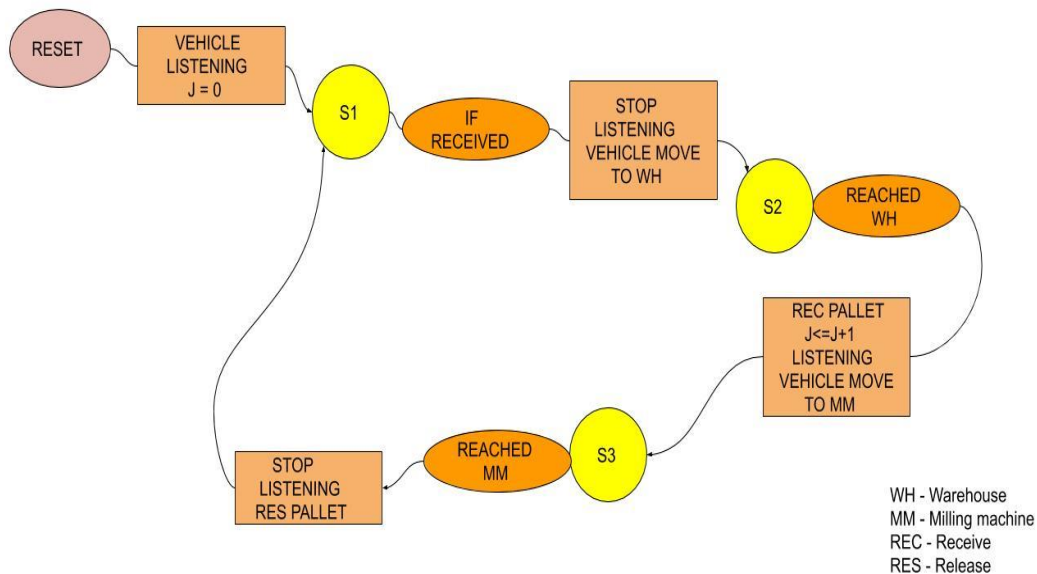 RESET
VEHICLE
LISTENING
J = 0
S1
IF
RECEIVED
STOP
LISTENING
VEHICLE MOVE
TO WH
S2
REACHED
WH
REC PALLET
J<=J+1
LISTENING
VEHICLE MOVE
TO MM
S3
REACHED
MM
STOP
LISTENING
RES PALLET
WH - Warehouse
MM - Milling machine
REC - Receive
RES - Release